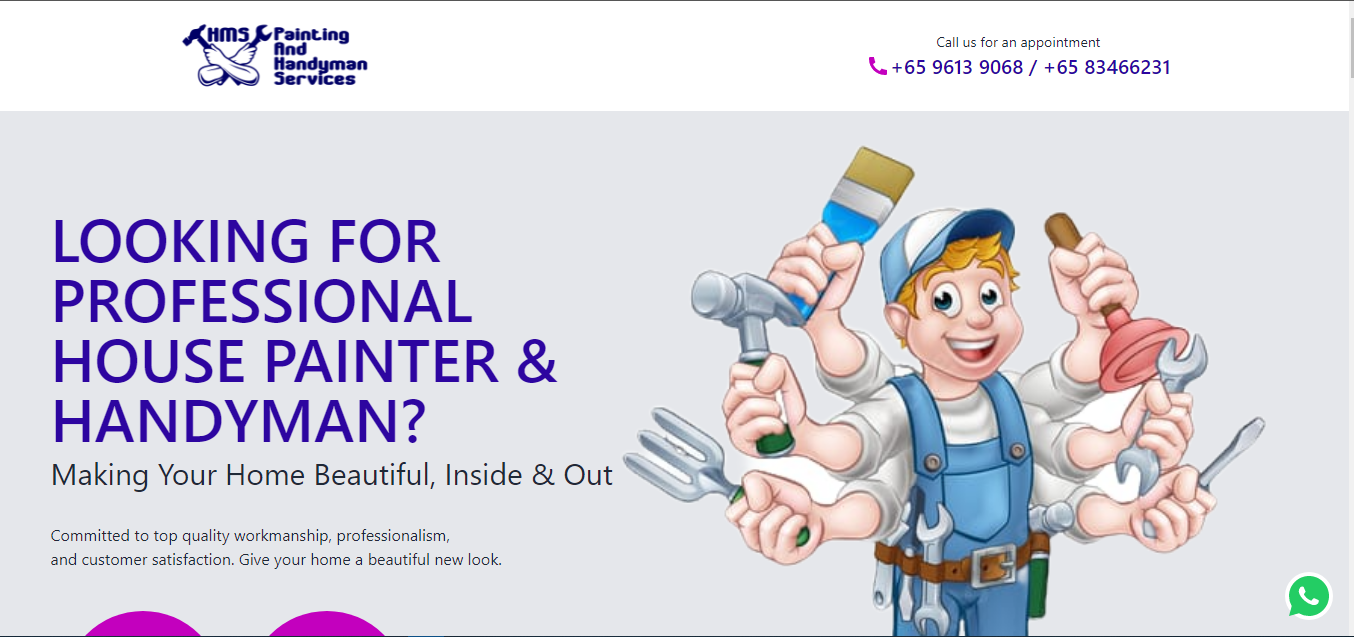 HMS Painting
And
Handyman
Services
Call us for an appointment
+65 9613 9068 / +65 83466231
LOOKING FOR
PROFESSIONAL
HOUSE PAINTER &
HANDYMAN?
Making Your Home Beautiful, Inside & Out
Committed to top quality workmanship, professionalism,
and customer satisfaction. Give your home a beautiful new look.